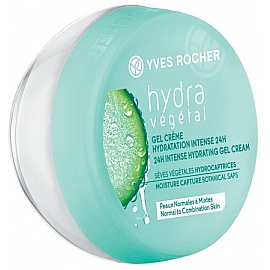 YVES ROCHER
hydra
végétal
GEL CRÈME
HYDRATATION INTENSE 24H
24H INTENSE HYDRATING GEL CREAM
SÈVES VÉGÉTALES HYDROCAPTRICES
MOISTURE CAPTURE BOTANICAL SAPS
Peaux Normales à Mixtes
Normal to Combination Skin